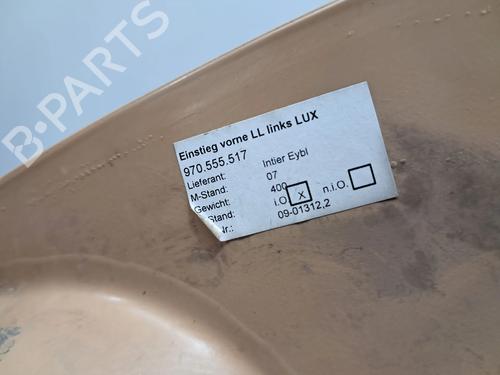 B-PARTS
Einstieg vorne LL links LUX
970.555.517
Lieferant: Intier Eybl
M-Stand: 07
Gewicht: 400
Stand: i.O. X n.i.O.
Nr.: 09-01312,2